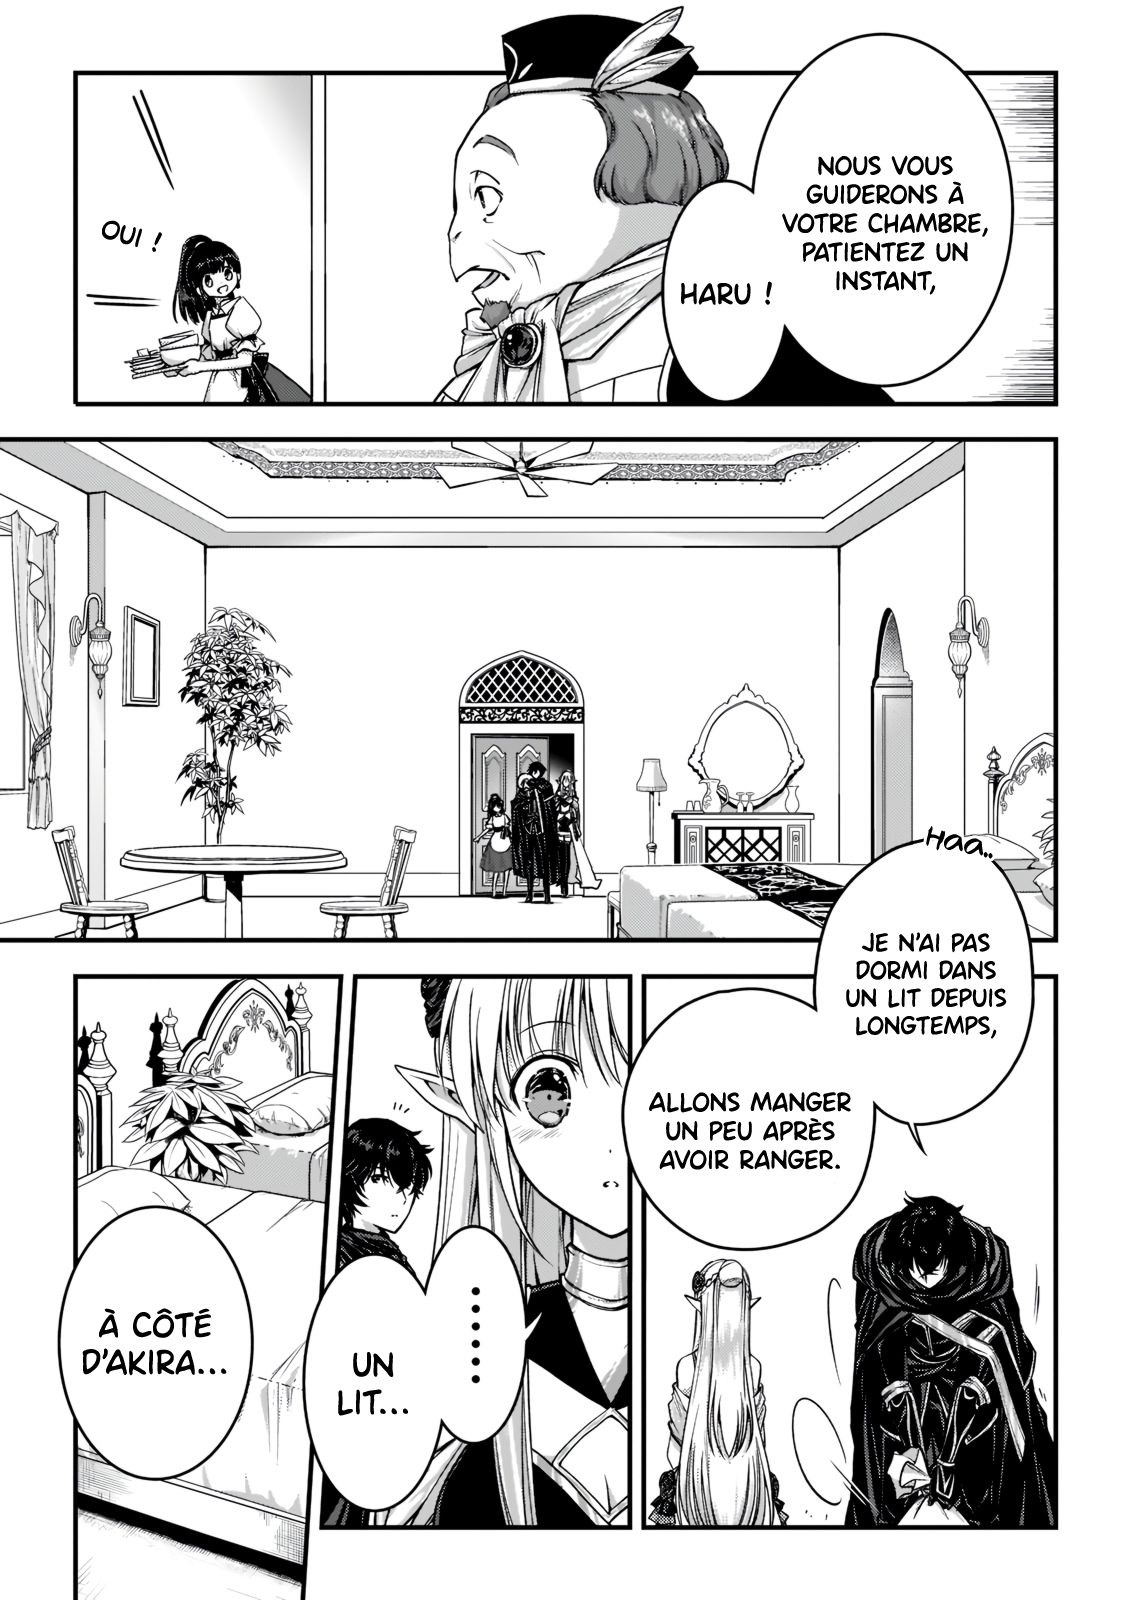 NOUS VOUS
GUIDERONS À
VOTRE CHAMBRE,
PATIENTEZ UN
INSTANT,
HARU !
OUI !
HAA..
JE N'AI PAS
DORMI DANS
UN LIT DEPUIS
LONGTEMPS,
ALLONS MANGER
UN PEU APRÈS
AVOIR RANGER.
......
UN
LIT...
À CÔTÉ
D'AKIRA...